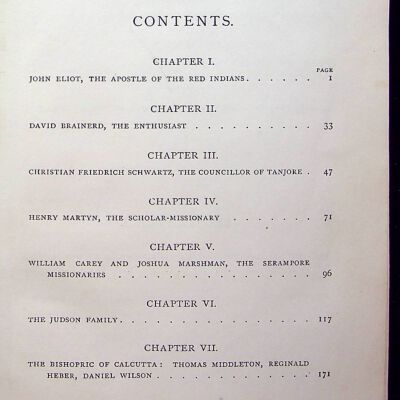 CONTENTS.
CHAPTER I.
PAGE
JOHN ELIOT, THE APOSTLE OF THE RED INDIANS . . . . . . 1
CHAPTER II.
DAVID BRAINERD, THE ENTHUSIAST . . . . . . . . . . 33
CHAPTER III.
CHRISTIAN FRIEDRICH SCHWARTZ, THE COUNCILLOR OF TANJORE . 47
CHAPTER IV.
HENRY MARTYN, THE SCHOLAR-MISSIONARY . . . . . . . 71
CHAPTER V.
WILLIAM CAREY AND JOSHUA MARSHMAN, THE SERAMPORE
MISSIONARIES . . . . . . . . . . . . . . . 96
CHAPTER VI.
THE JUDSON FAMILY . . . . . . . . . . . . . . 117
CHAPTER VII.
THE BISHOPRIC OF CALCUTTA : THOMAS MIDDLETON, REGINALD
HEBER, DANIEL WILSON . . . . . . . . . . . . 171